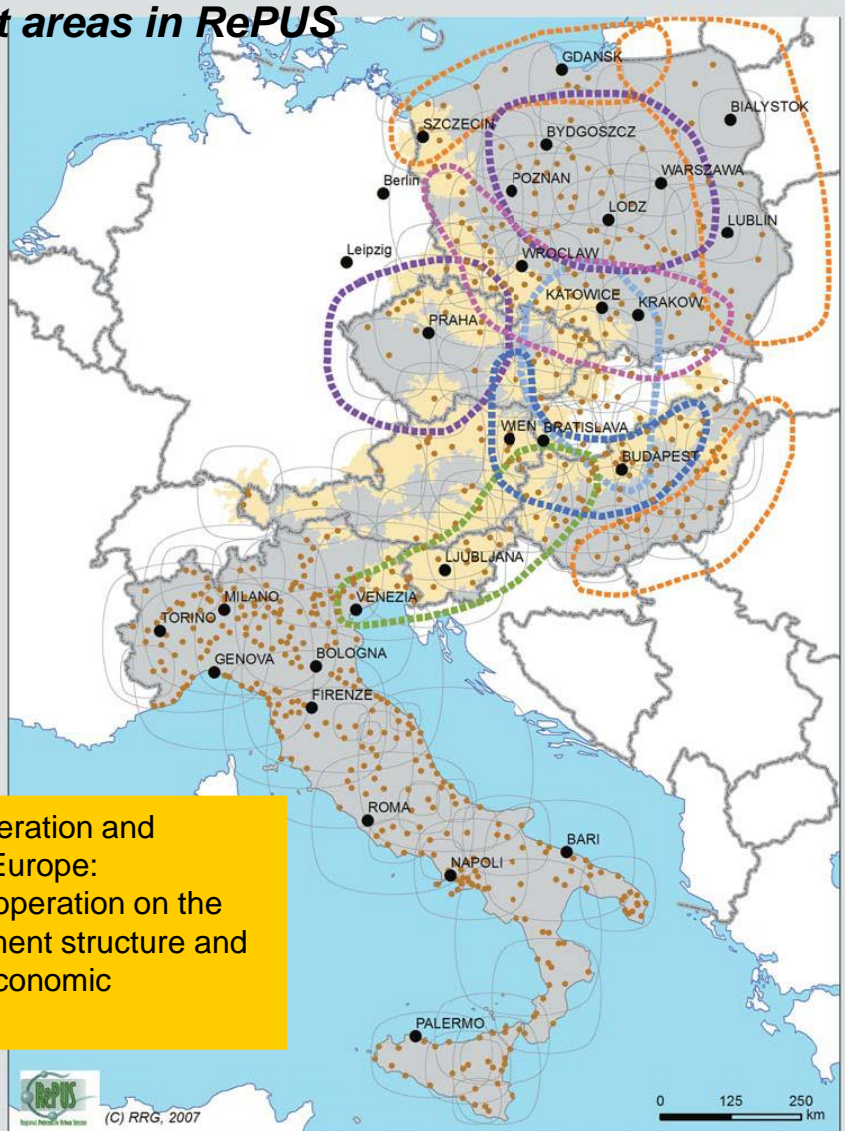 t areas in RePUS
GDANSK
BIALYSTOK
SZCZECIN
BYDGOSZCZ
Berlin
POZNAN
WARSZAWA
LODZ
LUBLIN
Leipzig
WROCLAW
KATOWICE
KRAKOW
PRAHA
WIEN
BRATISLAVA
BUDAPEST
LJUBLJANA
MILANO
VENEZIA
TORINO
GENOVA
BOLOGNA
FIRENZE
eration and
Europe:
operation on the
nent structure and
conomic
ROMA
BARI
NAPOLI
PALERMO
RePUS
(C) RRG, 2007
0 125 250
km